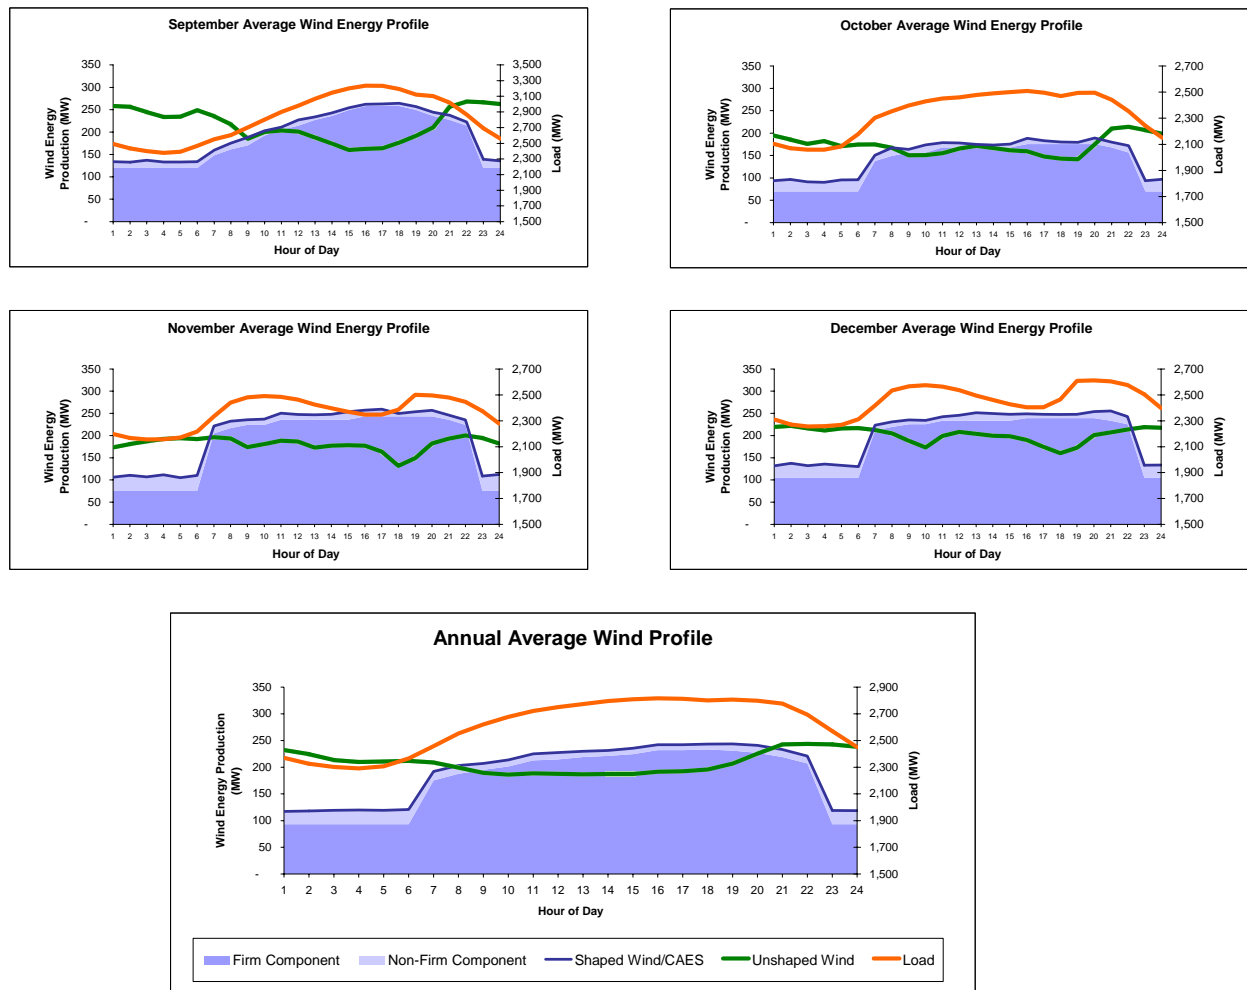 September Average Wind Energy Profile
Wind Energy
Production (MW)
350
300
250
200
150
100
50
-
3,500
3,300
3,100
2,900
2,700
2,500
2,300
2,100
1,900
1,700
1,500
Load (MW)
1 2 3 4 5 6 7 8 9 10 11 12 13 14 15 16 17 18 19 20 21 22 23 24
Hour of Day
October Average Wind Energy Profile
Wind Energy
Production (MW)
350
300
250
200
150
100
50
-
2,700
2,500
2,300
2,100
1,900
1,700
1,500
Load (MW)
1 2 3 4 5 6 7 8 9 10 11 12 13 14 15 16 17 18 19 20 21 22 23 24
Hour of Day
November Average Wind Energy Profile
Wind Energy
Production (MW)
350
300
250
200
150
100
50
-
2,700
2,500
2,300
2,100
1,900
1,700
1,500
Load (MW)
1 2 3 4 5 6 7 8 9 10 11 12 13 14 15 16 17 18 19 20 21 22 23 24
Hour of Day
December Average Wind Energy Profile
Wind Energy
Production (MW)
350
300
250
200
150
100
50
-
2,700
2,500
2,300
2,100
1,900
1,700
1,500
Load (MW)
1 2 3 4 5 6 7 8 9 10 11 12 13 14 15 16 17 18 19 20 21 22 23 24
Hour of Day
Annual Average Wind Profile
Wind Energy Production
(MW)
350
300
250
200
150
100
50
-
2,900
2,700
2,500
2,300
2,100
1,900
1,700
1,500
Load (MW)
1 2 3 4 5 6 7 8 9 10 11 12 13 14 15 16 17 18 19 20 21 22 23 24
Hour of Day
Firm Component Non-Firm Component Shaped Wind/CAES Unshaped Wind Load